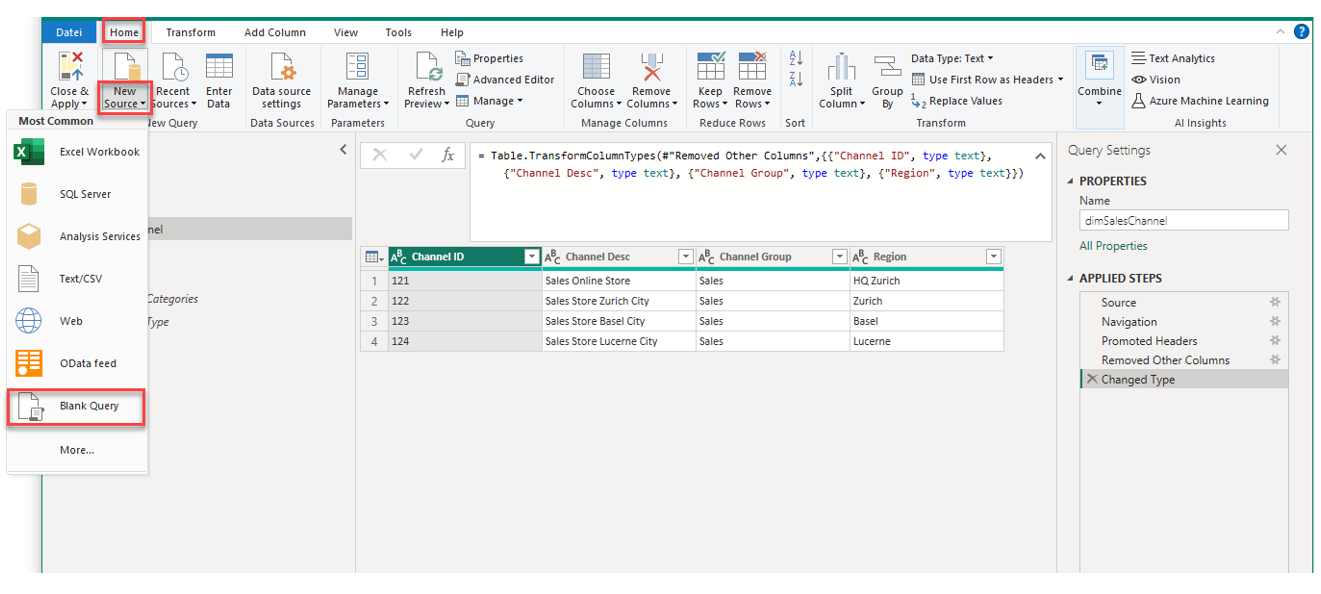 Datei Home Transform Add Column View Tools Help
Close & Apply
New Source
Recent Sources
Enter Data
New Query
Data source settings
Data Sources
Manage Parameters
Parameters
Refresh Preview
Properties
Advanced Editor
Manage
Query
Choose Columns
Remove Columns
Manage Columns
Keep Rows
Remove Rows
Reduce Rows
Sort
Split Column
Group By
Data Type: Text
Use First Row as Headers
Replace Values
Transform
Combine
Text Analytics
Vision
Azure Machine Learning
AI Insights
Most Common
Excel Workbook
SQL Server
Analysis Services
Text/CSV
Web
OData feed
Blank Query
More...
nel
Categories
Type
fx
= Table.TransformColumnTypes(#"Removed Other Columns",{{"Channel ID", type text},
{"Channel Desc", type text}, {"Channel Group", type text}, {"Region", type text}})
ABC Channel ID ABC Channel Desc ABC Channel Group ABC Region
1 121 Sales Online Store Sales HQ Zurich
2 122 Sales Store Zurich City Sales Zurich
3 123 Sales Store Basel City Sales Basel
4 124 Sales Store Lucerne City Sales Lucerne
Query Settings
PROPERTIES
Name
dimSalesChannel
All Properties
APPLIED STEPS
Source
Navigation
Promoted Headers
Removed Other Columns
Changed Type